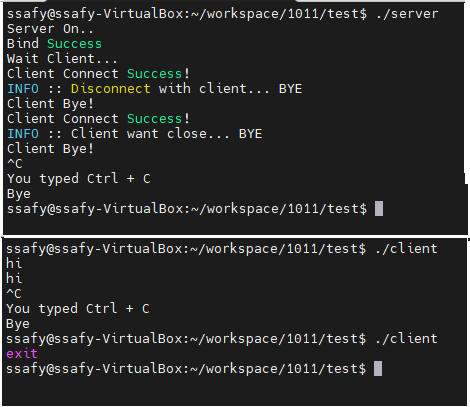 ssafy@ssafy-VirtualBox:~/workspace/1011/test$ ./server
Server On..
Bind Success
Wait Client...
Client Connect Success!
INFO :: Disconnect with client... BYE
Client Bye!
Client Connect Success!
INFO :: Client want close... BYE
Client Bye!
^C
You typed Ctrl + C
Bye
ssafy@ssafy-VirtualBox:~/workspace/1011/test$
ssafy@ssafy-VirtualBox:~/workspace/1011/test$ ./client
hi
hi
^C
You typed Ctrl + C
Bye
ssafy@ssafy-VirtualBox:~/workspace/1011/test$ ./client
exit
ssafy@ssafy-VirtualBox:~/workspace/1011/test$